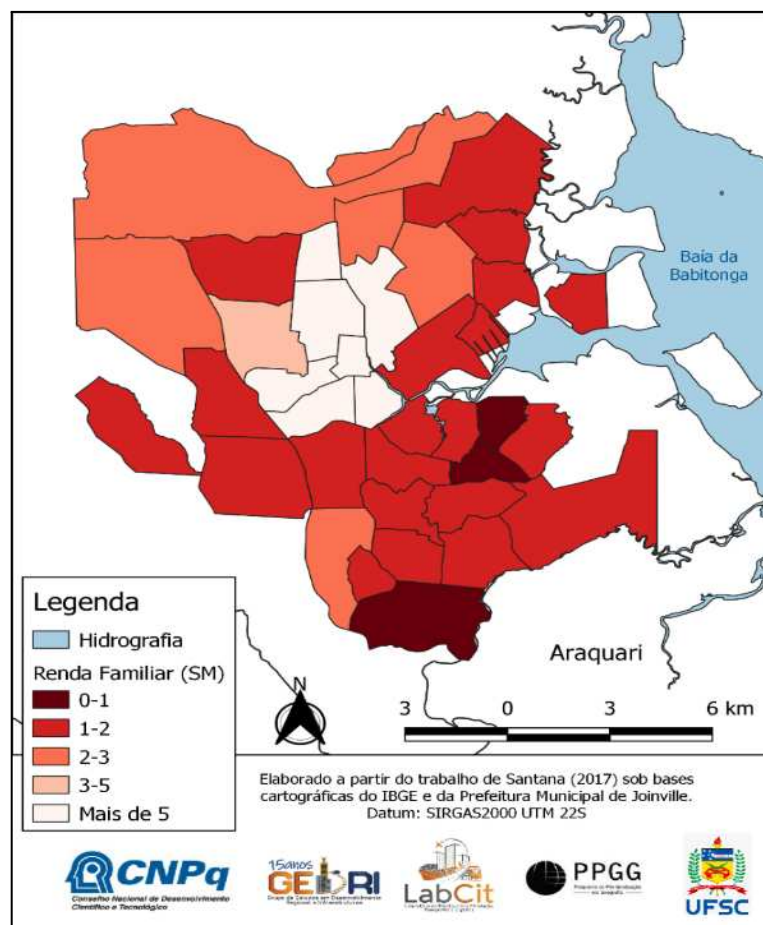 Baía da
Babitonga
Legenda
Hidrografia
Renda Familiar (SM)
0-1
1-2
2-3
3-5
Mais de 5
N
Araquari
3 0 3 6 km
Elaborado a partir do trabalho de Santana (2017) sob bases
cartográficas do IBGE e da Prefeitura Municipal de Joinville.
Datum: SIRGAS2000 UTM 22S
CNPq
Conselho Nacional de Desenvolvimento
Científico e Tecnológico
15anos
LabCit
PPGG
UFSC